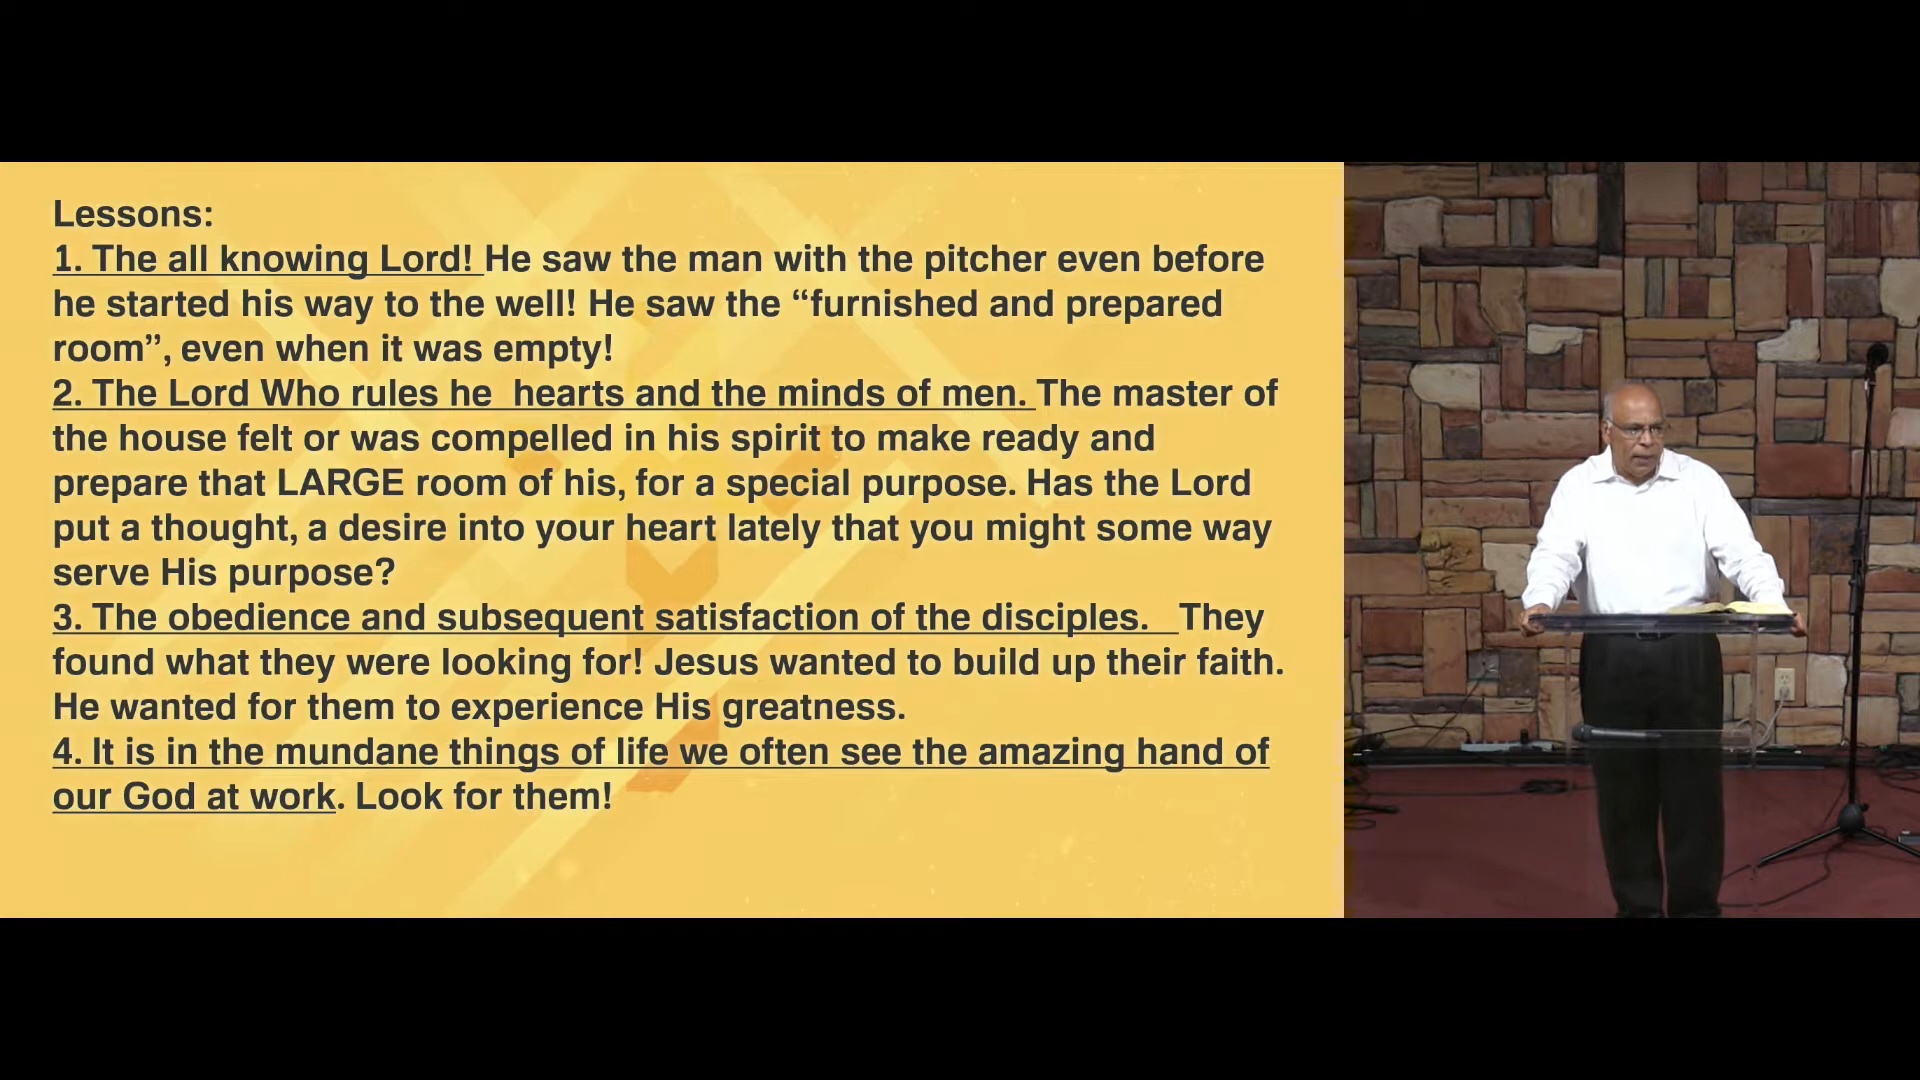 Lessons:
1. The all knowing Lord! He saw the man with the pitcher even before
he started his way to the well! He saw the “furnished and prepared
room”, even when it was empty!
2. The Lord Who rules he  hearts and the minds of men. The master of
the house felt or was compelled in his spirit to make ready and
prepare that LARGE room of his, for a special purpose. Has the Lord
put a thought, a desire into your heart lately that you might some way
serve His purpose?
3. The obedience and subsequent satisfaction of the disciples.   They
found what they were looking for! Jesus wanted to build up their faith.
He wanted for them to experience His greatness.
4. It is in the mundane things of life we often see the amazing hand of
our God at work. Look for them!